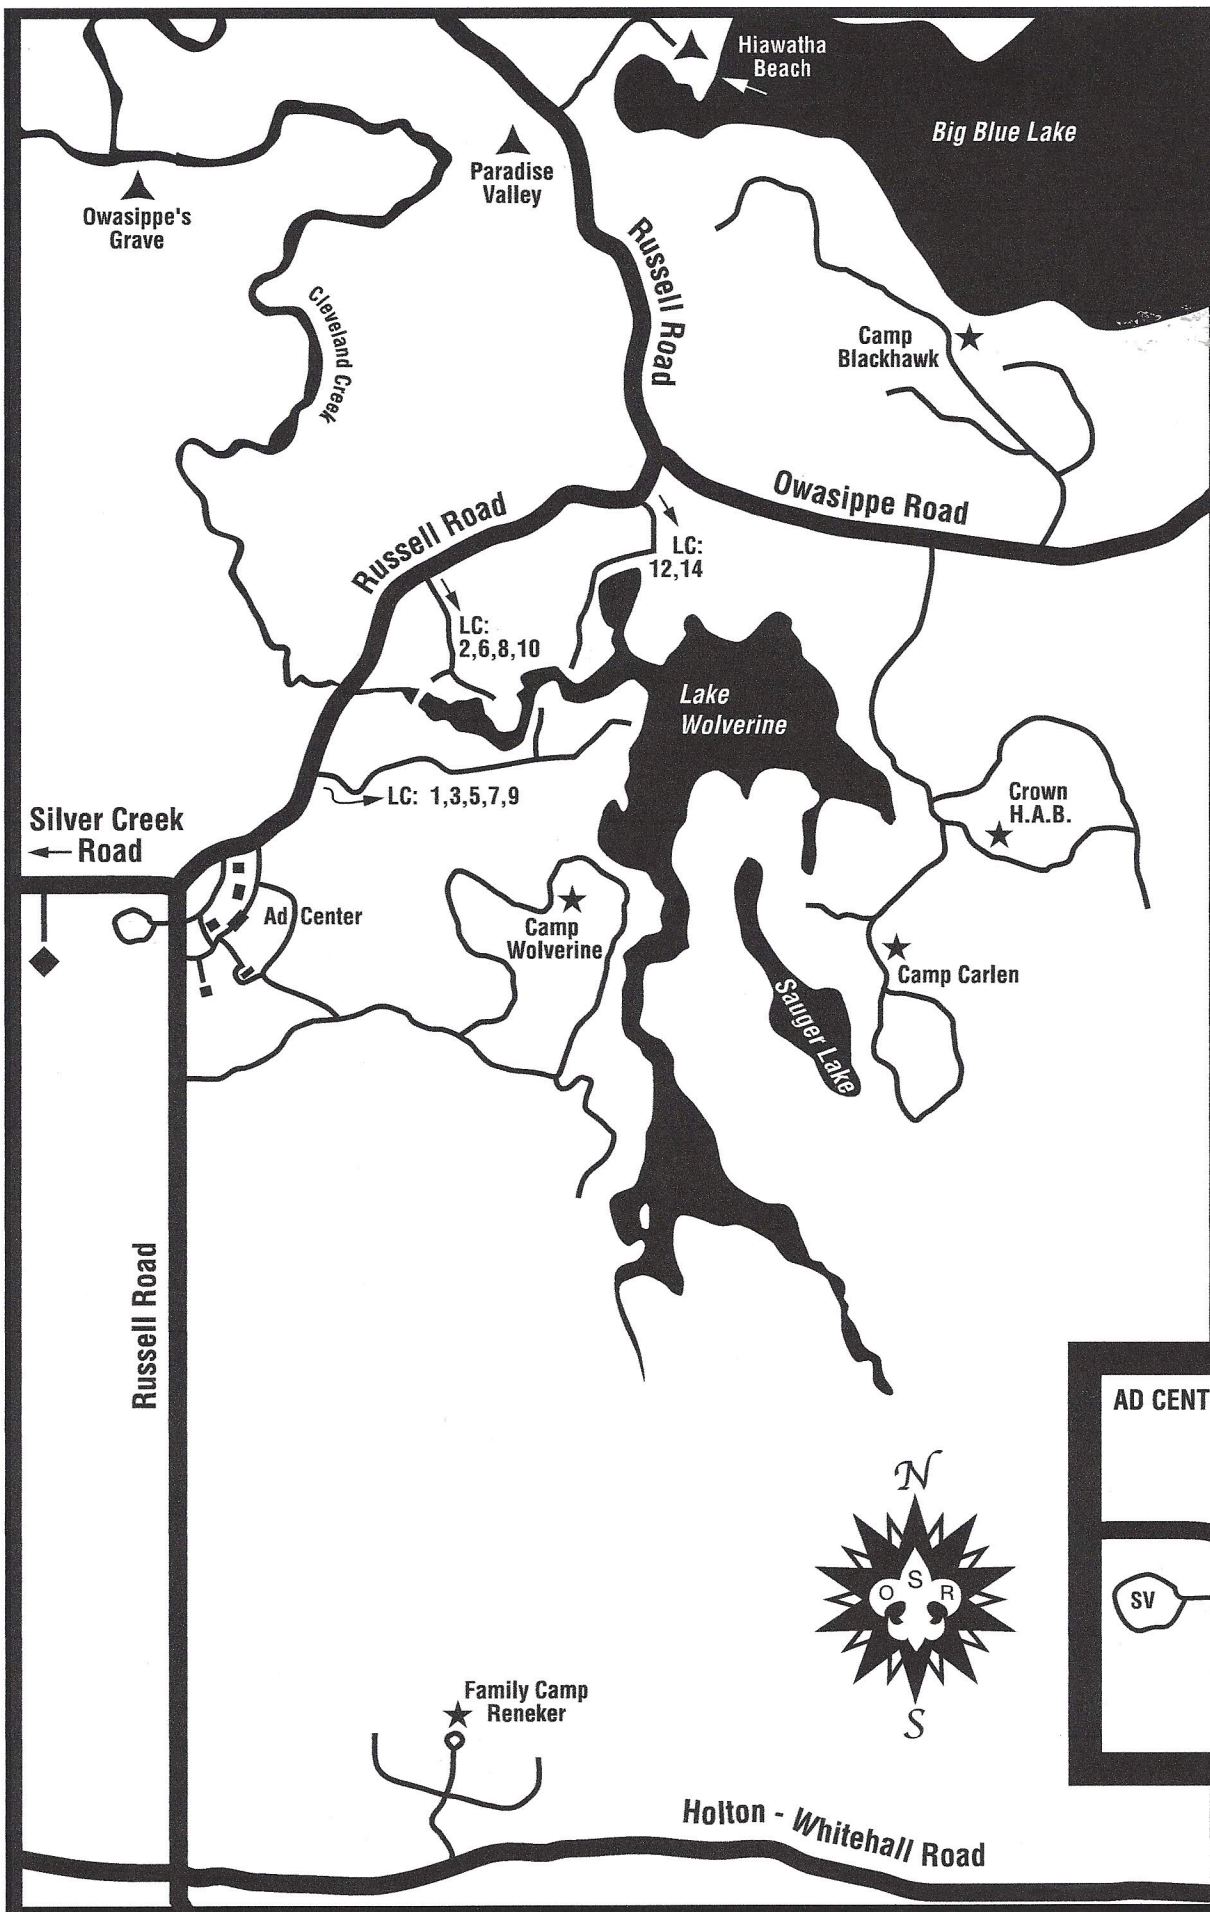 Hiawatha
Beach
Big Blue Lake
Paradise
Valley
Owasippe's
Grave
Russell Road
Cleveland Creek
Camp
Blackhawk
Owasippe Road
Russell Road
LC:
12,14
LC:
2,6,8,10
Lake
Wolverine
LC: 1,3,5,7,9
Crown
H.A.B.
Silver Creek
Road
Ad Center
Camp
Wolverine
Camp Carlen
Sauger Lake
Russell Road
AD CENT
N
O S R
S
SV
Family Camp
Reneker
Holton - Whitehall Road